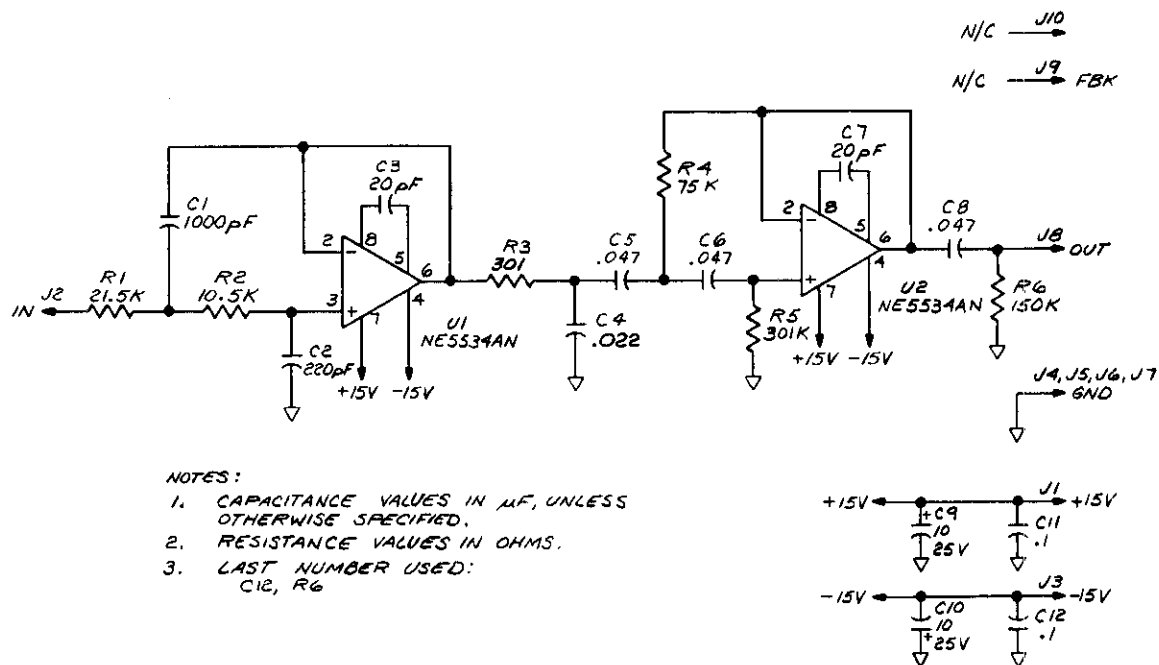 N/C J10
N/C J9 FBK
C1
1000pF
C3
20pF
8
5
2
-
3
+
6
4
7
U1
NE5534AN
+15V -15V
IN J2
R1
21.5K
R2
10.5K
C2
220pF
R3
301
C4
.022
C5
.047
R4
75K
C6
.047
C7
20pF
8
5
2
-
+
6
4
7
U2
NE5534AN
+15V -15V
R5
301K
C8
.047
J8
OUT
R6
150K
J4, J5, J6, J7
GND
NOTES:
1. CAPACITANCE VALUES IN µF, UNLESS
OTHERWISE SPECIFIED.
2. RESISTANCE VALUES IN OHMS.
3. LAST NUMBER USED:
C12, R6
+15V J1 +15V
+C9
10
25V
C11
.1
-15V J3 -15V
C10
10
+25V
C12
.1